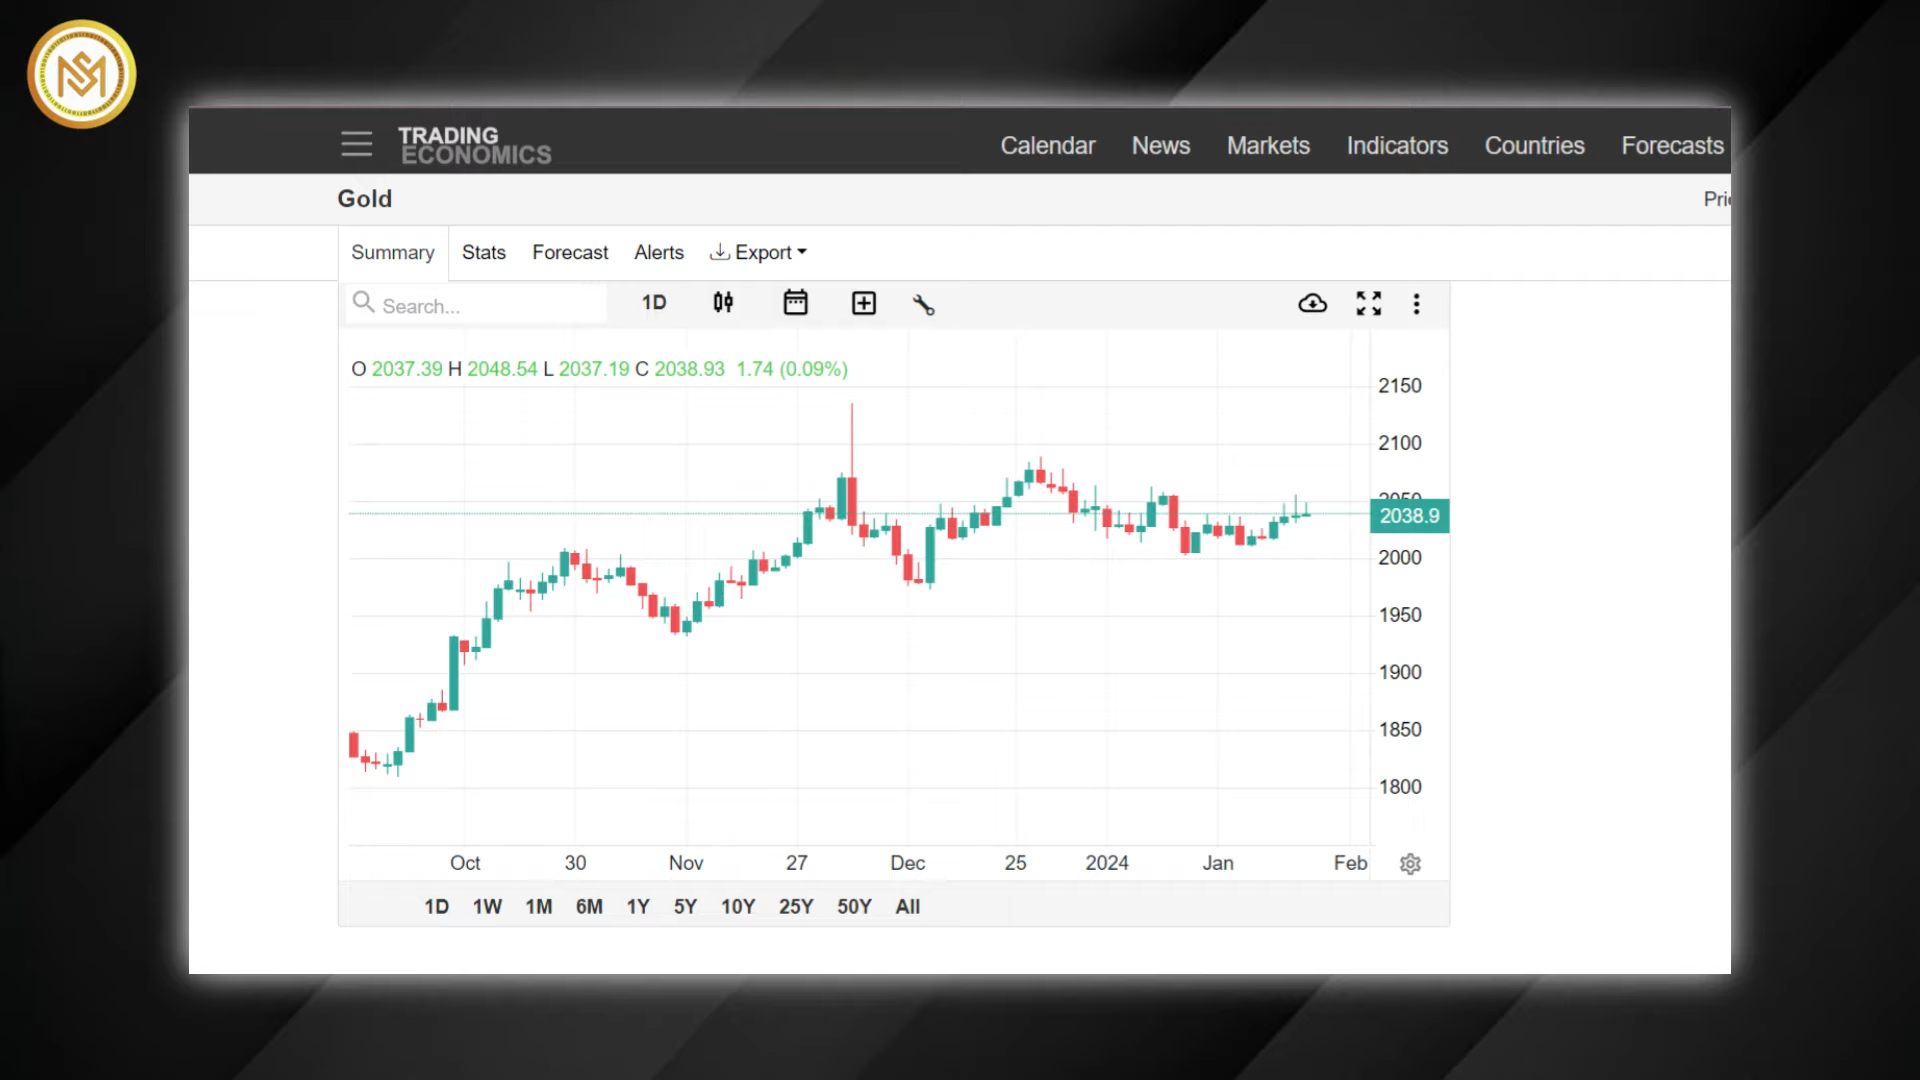 TRADING
ECONOMICS
Calendar News Markets Indicators Countries Forecasts
Gold
Summary Stats Forecast Alerts Export
Search... 1D
O 2037.39 H 2048.54 L 2037.19 C 2038.93 1.74 (0.09%)
2150
2100
2050
2038.9
2000
1950
1900
1850
1800
Oct 30 Nov 27 Dec 25 2024 Jan Feb
1D 1W 1M 6M 1Y 5Y 10Y 25Y 50Y All